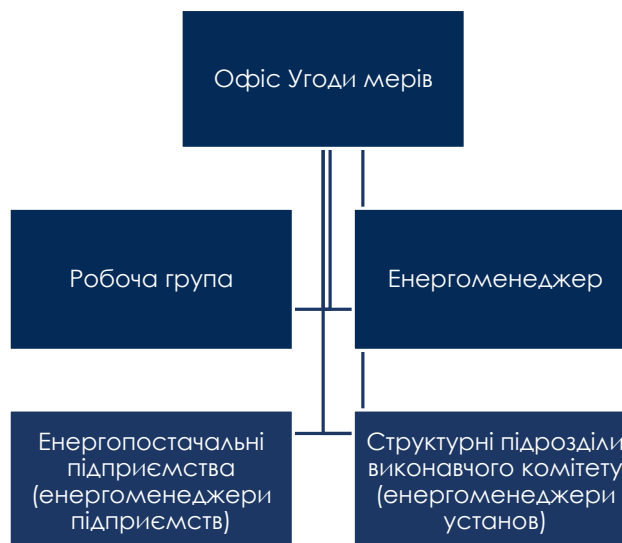 Офіс Угоди мерів
Робоча група
Енергоменеджер
Енергопостачальні
підприємства
(енергоменеджери
підприємств)
Структурні підрозділи
виконавчого комітету
(енергоменеджери
установ)